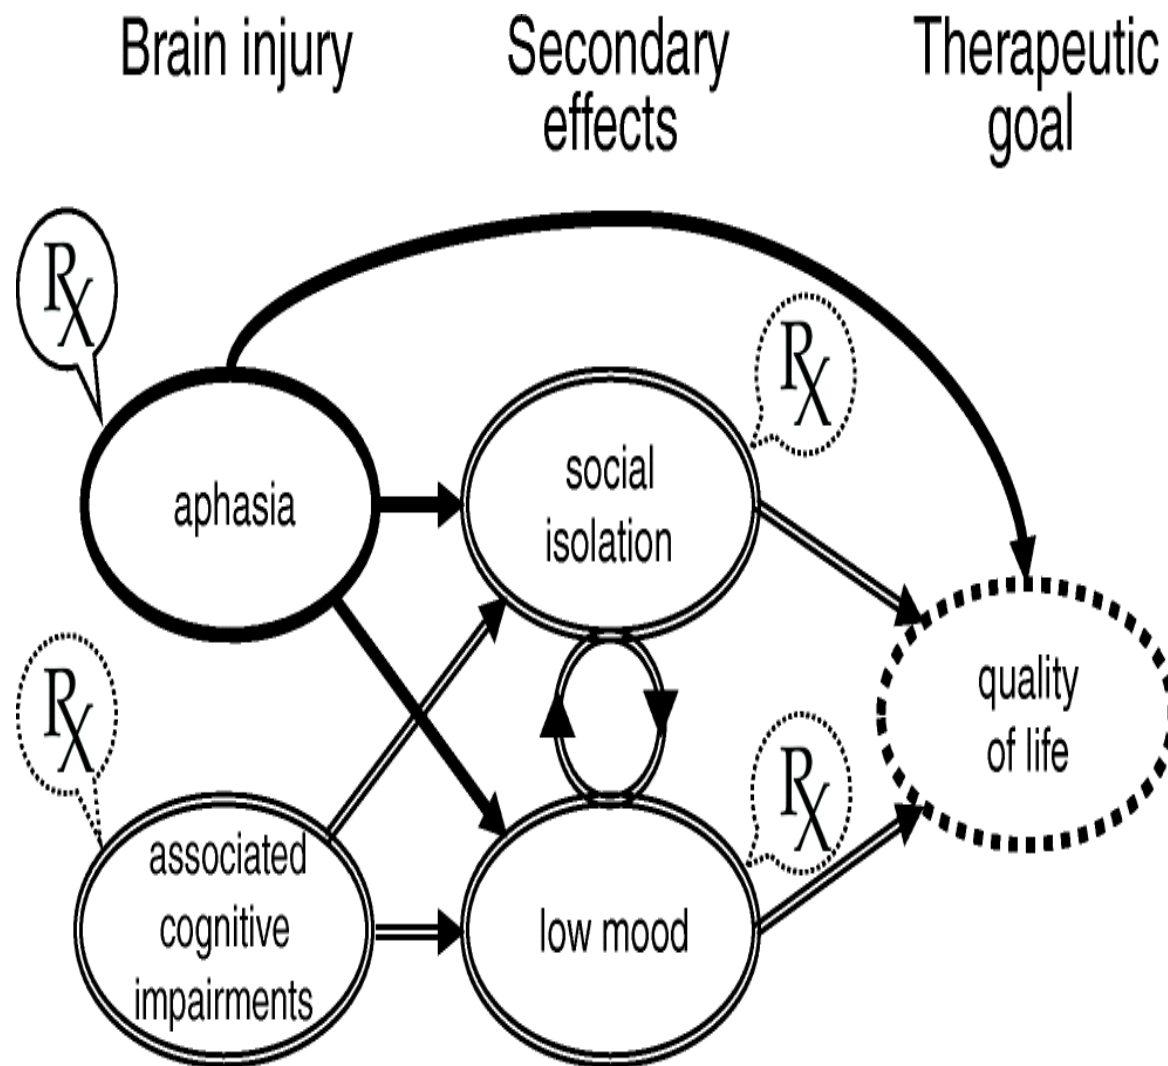 Brain injury
Secondary
effects
Therapeutic
goal
Rx
Rx
aphasia
social
isolation
Rx
quality
of life
Rx
associated
cognitive
impairments
low mood